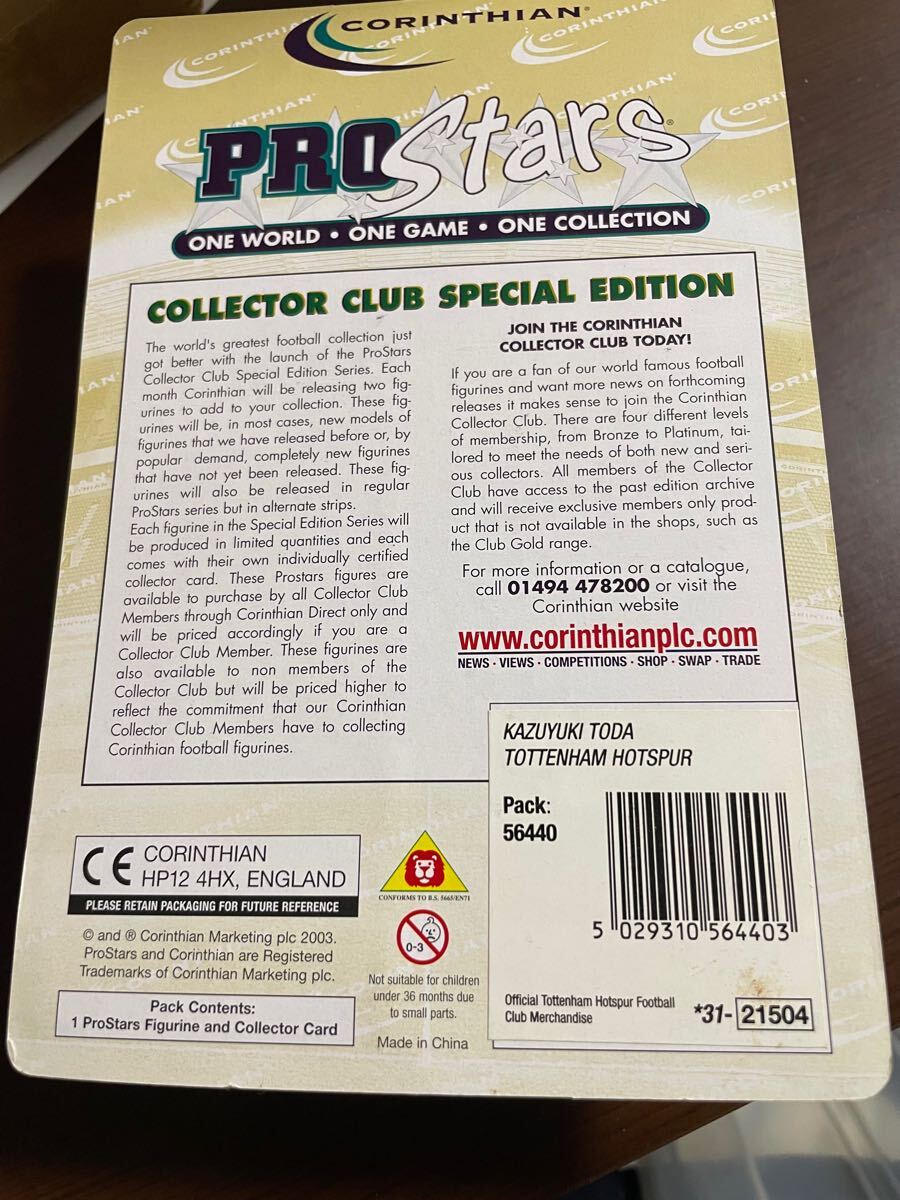 CORINTHIAN
PRO Stars
ONE WORLD • ONE GAME • ONE COLLECTION
COLLECTOR CLUB SPECIAL EDITION
The world's greatest football collection just
got better with the launch of the ProStars
Collector Club Special Edition Series. Each
month Corinthian will be releasing two fig-
urines to add to your collection. These fig-
urines will be, in most cases, new models of
figurines that we have released before or, by
popular demand, completely new figurines
that have not yet been released. These fig-
urines will also be released in regular
ProStars series but in alternate strips.
Each figurine in the Special Edition Series will
be produced in limited quantities and each
comes with their own individually certified
collector card. These Prostars figures are
available to purchase by all Collector Club
Members through Corinthian Direct only and
will be priced accordingly if you are a
Collector Club Member. These figurines are
also available to non members of the
Collector Club but will be priced higher to
reflect the commitment that our Corinthian
Collector Club Members have to collecting
Corinthian football figurines.
JOIN THE CORINTHIAN
COLLECTOR CLUB TODAY!
If you are a fan of our world famous football
figurines and want more news on forthcoming
releases it makes sense to join the Corinthian
Collector Club. There are four different levels
of membership, from Bronze to Platinum, tai-
lored to meet the needs of both new and seri-
ous collectors. All members of the Collector
Club have access to the past edition archive
and will receive exclusive members only prod-
uct that is not available in the shops, such as
the Club Gold range.
For more information or a catalogue,
call 01494 478200 or visit the
Corinthian website
www.corinthianplc.com
NEWS · VIEWS · COMPETITIONS · SHOP · SWAP · TRADE
KAZUYUKI TODA
TOTTENHAM HOTSPUR
Pack:
56440
5 029310 564403
Official Tottenham Hotspur Football
Club Merchandise
*31- 21504
CE CORINTHIAN
HP12 4HX, ENGLAND
PLEASE RETAIN PACKAGING FOR FUTURE REFERENCE
© and ® Corinthian Marketing plc 2003.
ProStars and Corinthian are Registered
Trademarks of Corinthian Marketing plc.
Pack Contents:
1 ProStars Figurine and Collector Card
CONFORMS TO B.S. 5665/EN71
0-3
Not suitable for children
under 36 months due
to small parts.
Made in China